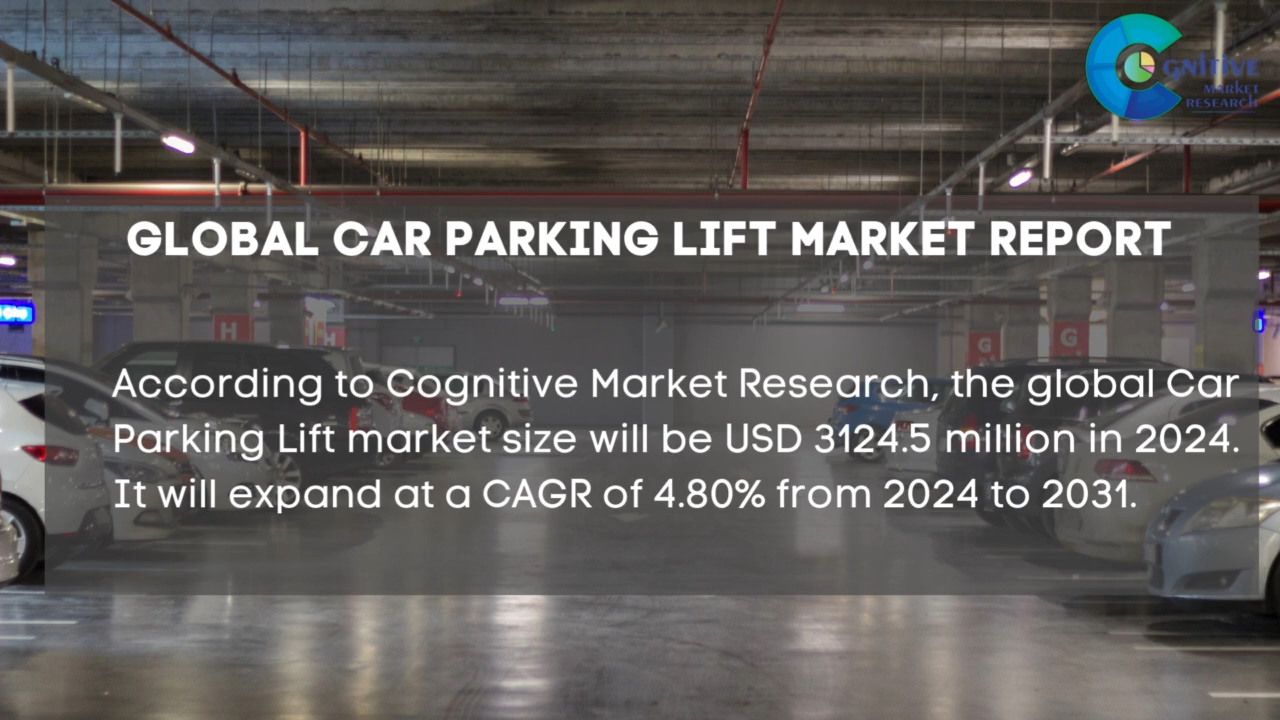 GNITIVE
MARKET
RESEARCH
GLOBAL CAR PARKING LIFT MARKET REPORT
H
H
G
G
According to Cognitive Market Research, the global Car
Parking Lift market size will be USD 3124.5 million in 2024.
It will expand at a CAGR of 4.80% from 2024 to 2031.